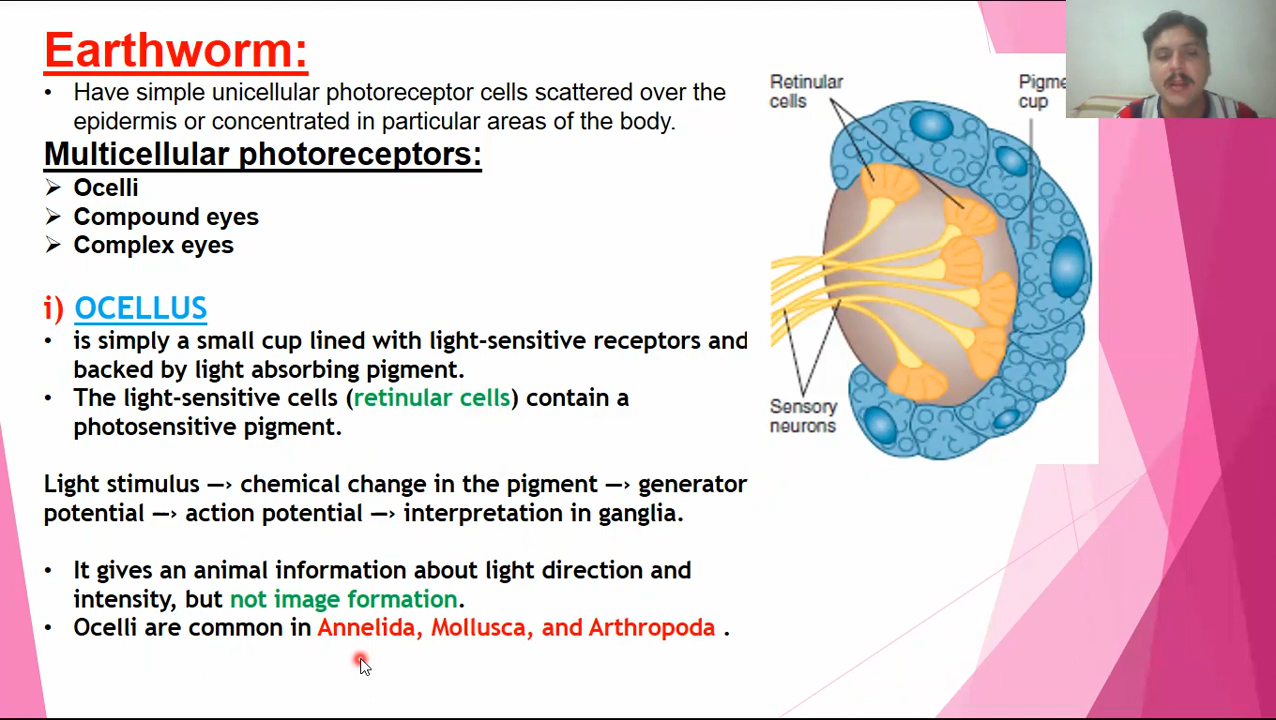 Earthworm:
• Have simple unicellular photoreceptor cells scattered over the
epidermis or concentrated in particular areas of the body.
Multicellular photoreceptors:
➢ Ocelli
➢ Compound eyes
➢ Complex eyes
i) OCELLUS
• is simply a small cup lined with light-sensitive receptors and
backed by light absorbing pigment.
• The light-sensitive cells (retinular cells) contain a
photosensitive pigment.
Light stimulus —› chemical change in the pigment —› generator
potential —› action potential —› interpretation in ganglia.
• It gives an animal information about light direction and
intensity, but not image formation.
• Ocelli are common in Annelida, Mollusca, and Arthropoda .
Retinular
cells
Pigme
cup
Sensory
neurons